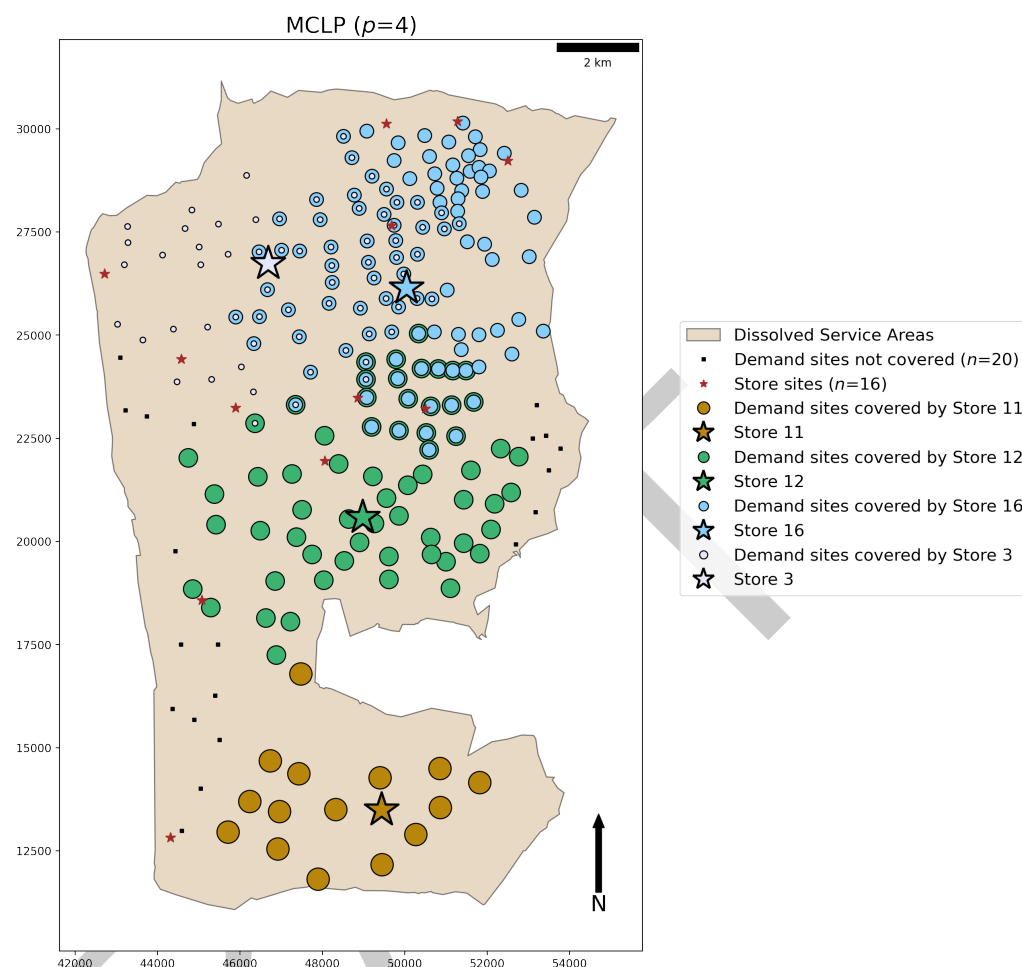 MCLP (p=4)
2 km
30000
27500
25000
22500
20000
17500
15000
12500
N
42000 44000 46000 48000 50000 52000 54000
Dissolved Service Areas
Demand sites not covered (n=20)
Store sites (n=16)
Demand sites covered by Store 11
Store 11
Demand sites covered by Store 12
Store 12
Demand sites covered by Store 16
Store 16
Demand sites covered by Store 3
Store 3